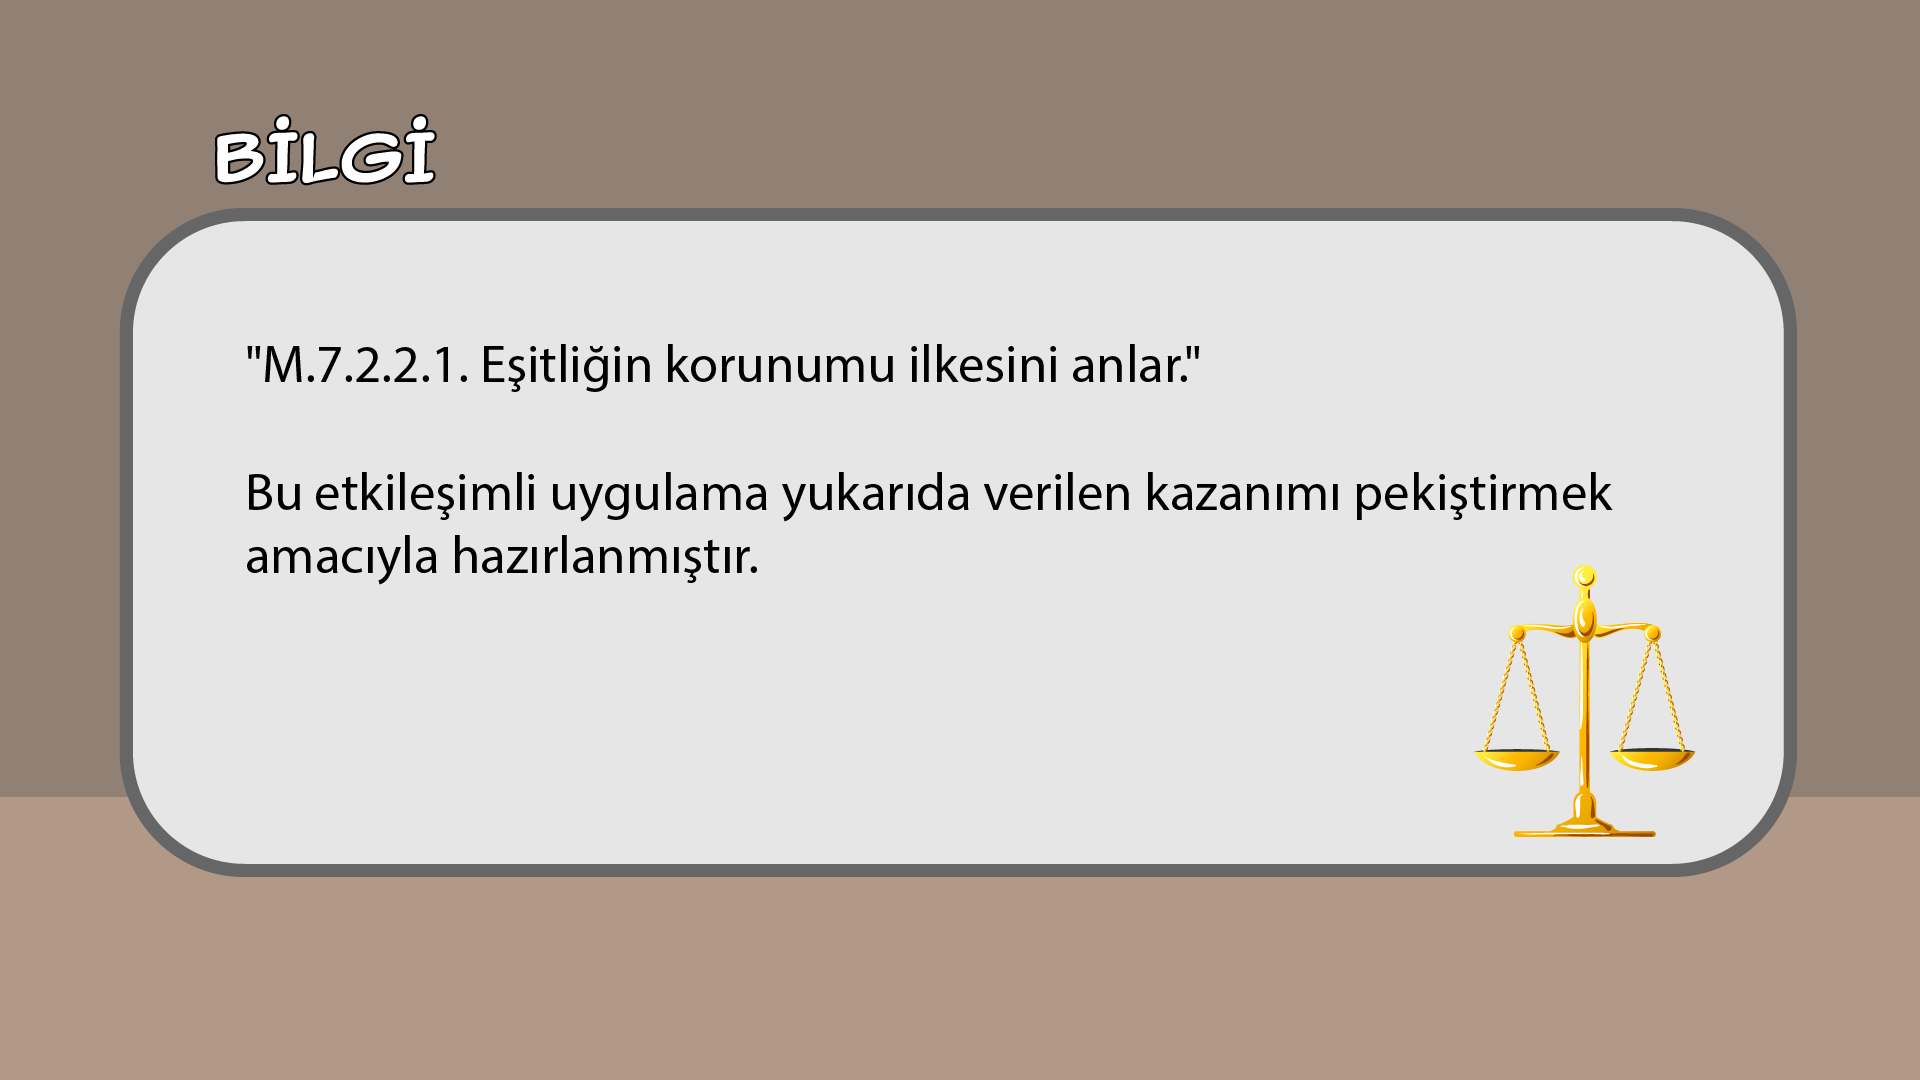 BİLGİ
"M.7.2.2.1. Eşitliğin korunumu ilkesini anlar."
Bu etkileşimli uygulama yukarıda verilen kazanımı pekiştirmek
amacıyla hazırlanmıştır.